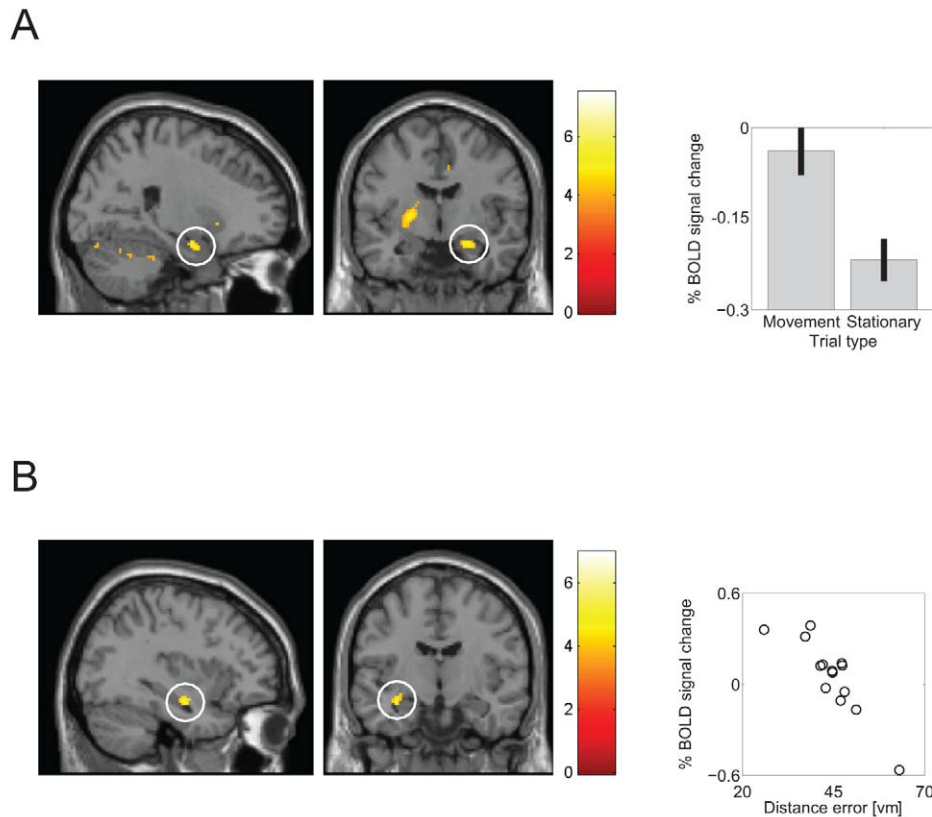 A
6
4
2
0
% BOLD signal change
0
−0.15
−0.3
Movement Stationary
Trial type
B
6
4
2
0
% BOLD signal change
0.6
0
−0.6
20 45 70
Distance error [vm]